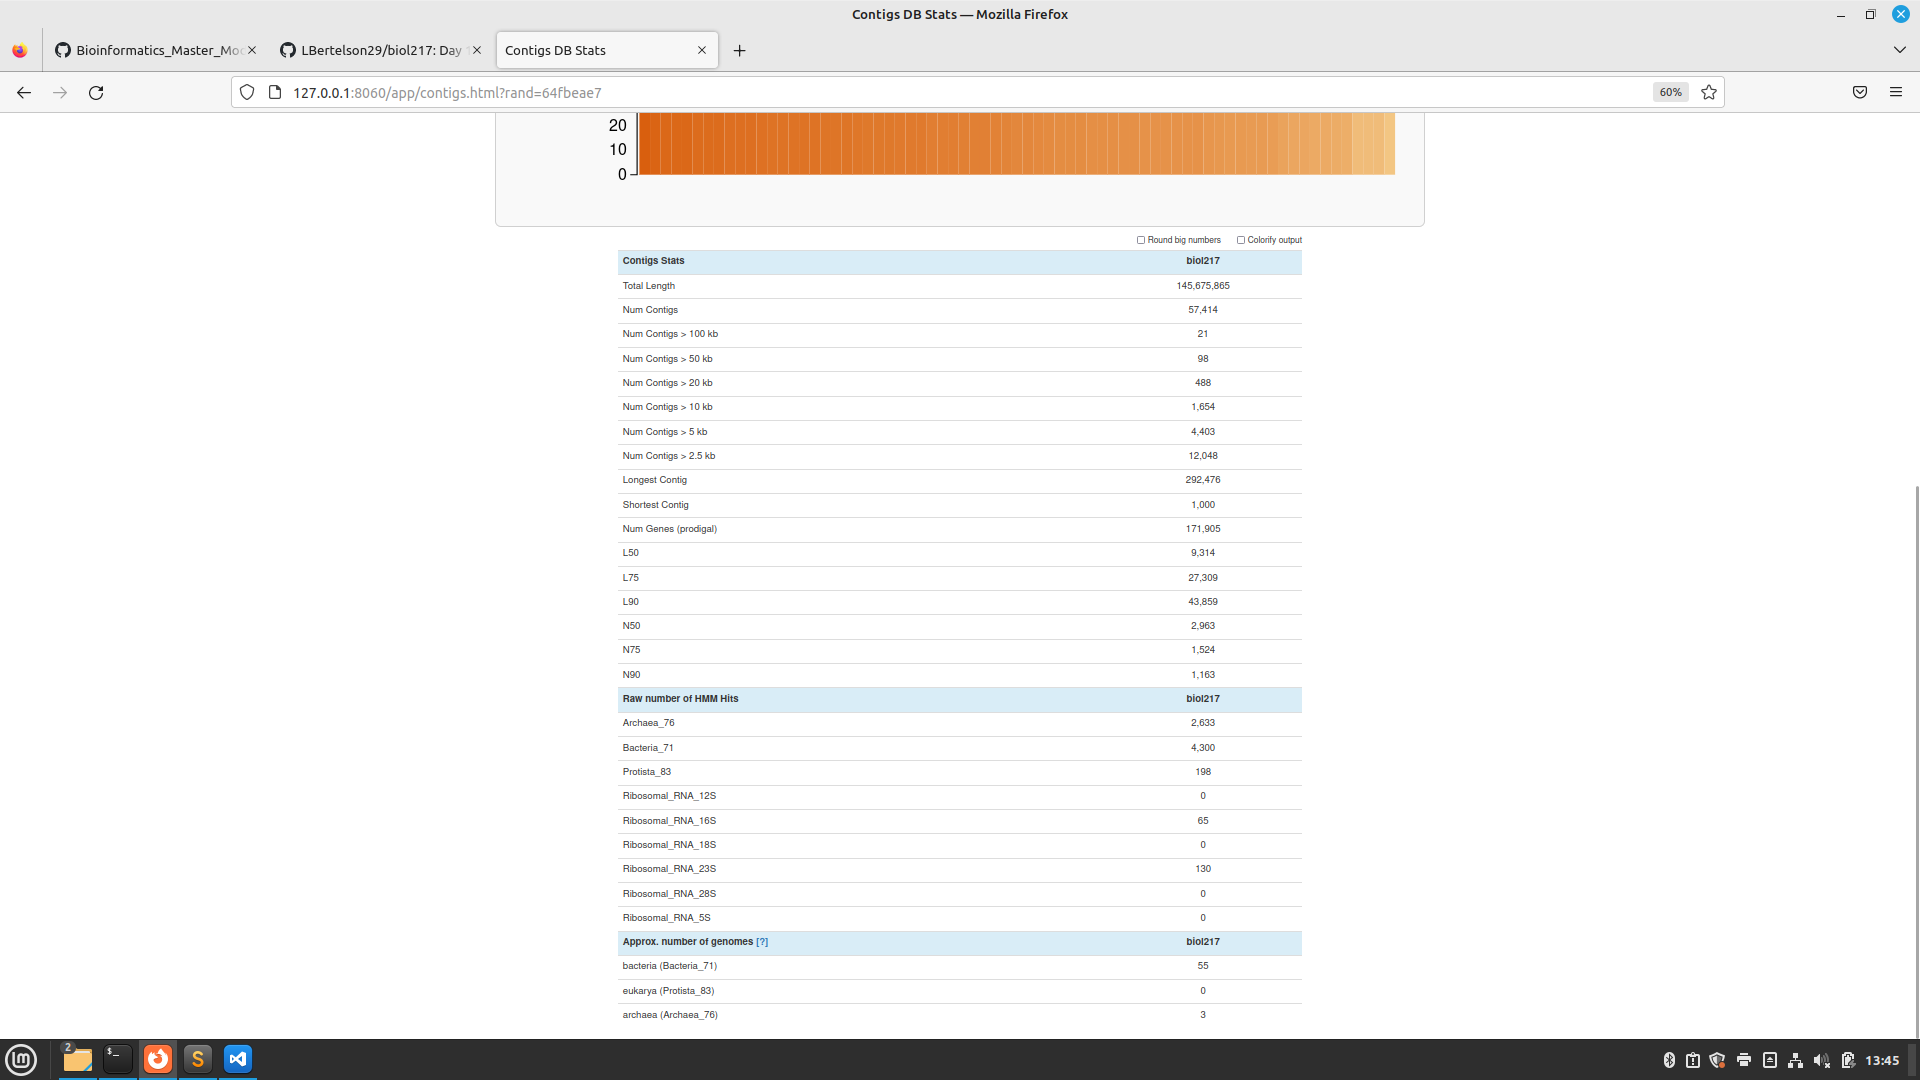 Contigs DB Stats — Mozilla Firefox
Bioinformatics_Master_Moc
LBertelson29/biol217: Day
Contigs DB Stats
127.0.0.1:8060/app/contigs.html?rand=64fbeae7
60%
20
10
0
Round big numbers Colorify output
Contigs Stats biol217
Total Length 145,675,865
Num Contigs 57,414
Num Contigs > 100 kb 21
Num Contigs > 50 kb 98
Num Contigs > 20 kb 488
Num Contigs > 10 kb 1,654
Num Contigs > 5 kb 4,403
Num Contigs > 2.5 kb 12,048
Longest Contig 292,476
Shortest Contig 1,000
Num Genes (prodigal) 171,905
L50 9,314
L75 27,309
L90 43,859
N50 2,963
N75 1,524
N90 1,163
Raw number of HMM Hits biol217
Archaea_76 2,633
Bacteria_71 4,300
Protista_83 198
Ribosomal_RNA_12S 0
Ribosomal_RNA_16S 65
Ribosomal_RNA_18S 0
Ribosomal_RNA_23S 130
Ribosomal_RNA_28S 0
Ribosomal_RNA_5S 0
Approx. number of genomes [?] biol217
bacteria (Bacteria_71) 55
eukarya (Protista_83) 0
archaea (Archaea_76) 3
2
$_
S
13:45